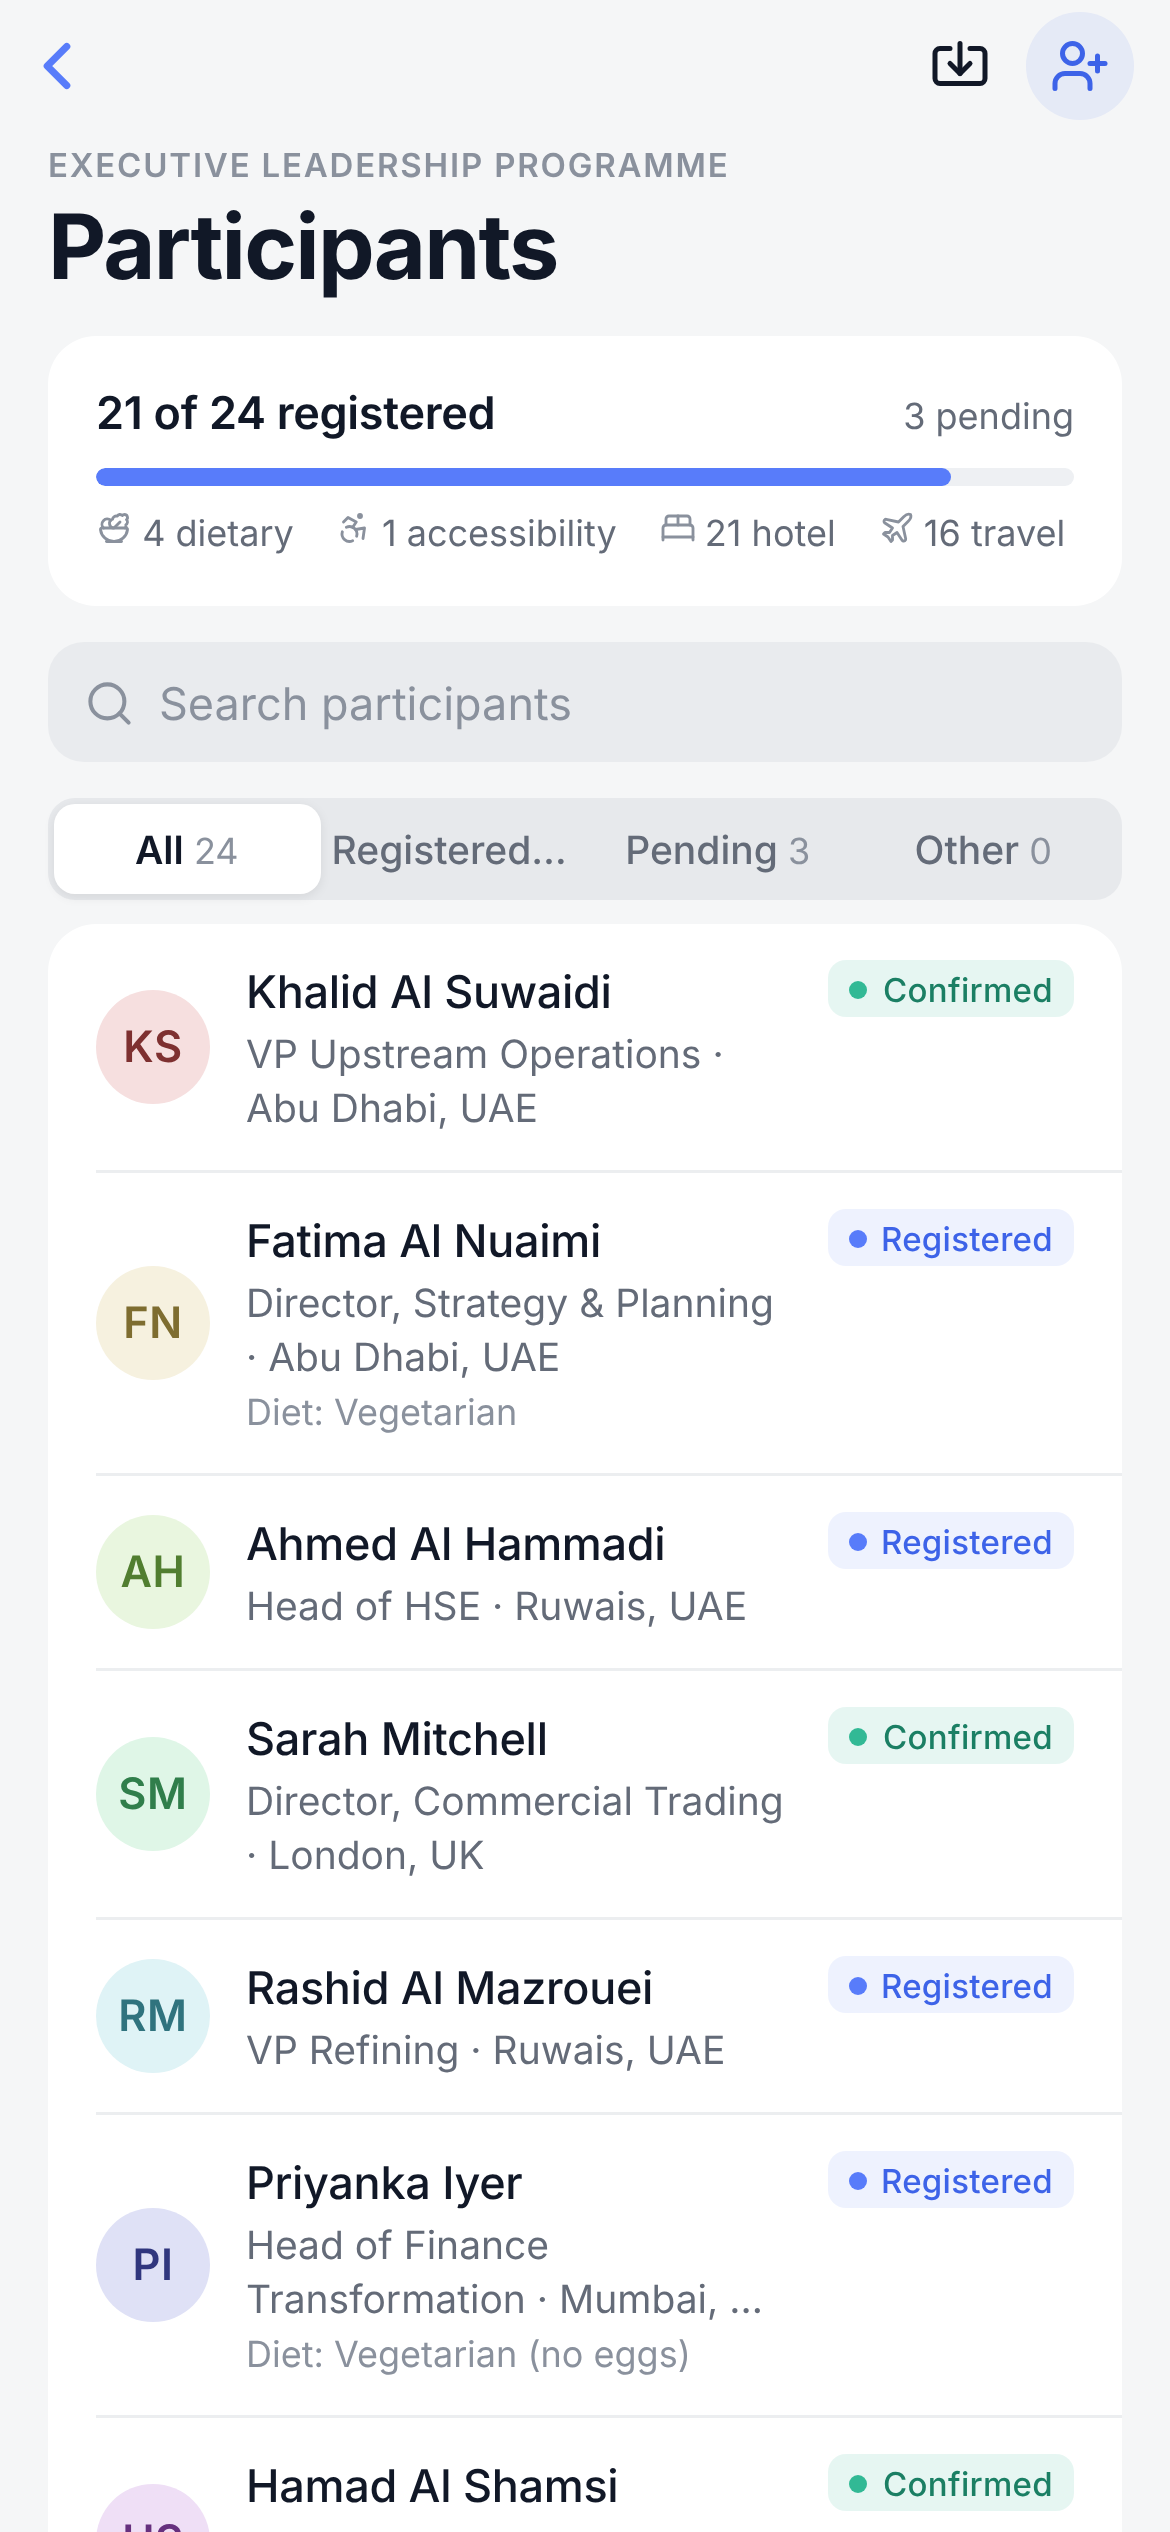 EXECUTIVE LEADERSHIP PROGRAMME
Participants
21 of 24 registered
3 pending
4 dietary
1 accessibility
21 hotel
16 travel
Search participants
All 24
Registered...
Pending 3
Other 0
KS
Khalid Al Suwaidi
Confirmed
VP Upstream Operations ·
Abu Dhabi, UAE
FN
Fatima Al Nuaimi
Registered
Director, Strategy & Planning
· Abu Dhabi, UAE
Diet: Vegetarian
AH
Ahmed Al Hammadi
Registered
Head of HSE · Ruwais, UAE
SM
Sarah Mitchell
Confirmed
Director, Commercial Trading
· London, UK
RM
Rashid Al Mazrouei
Registered
VP Refining · Ruwais, UAE
PI
Priyanka Iyer
Registered
Head of Finance
Transformation · Mumbai, ...
Diet: Vegetarian (no eggs)
Hamad Al Shamsi
Confirmed